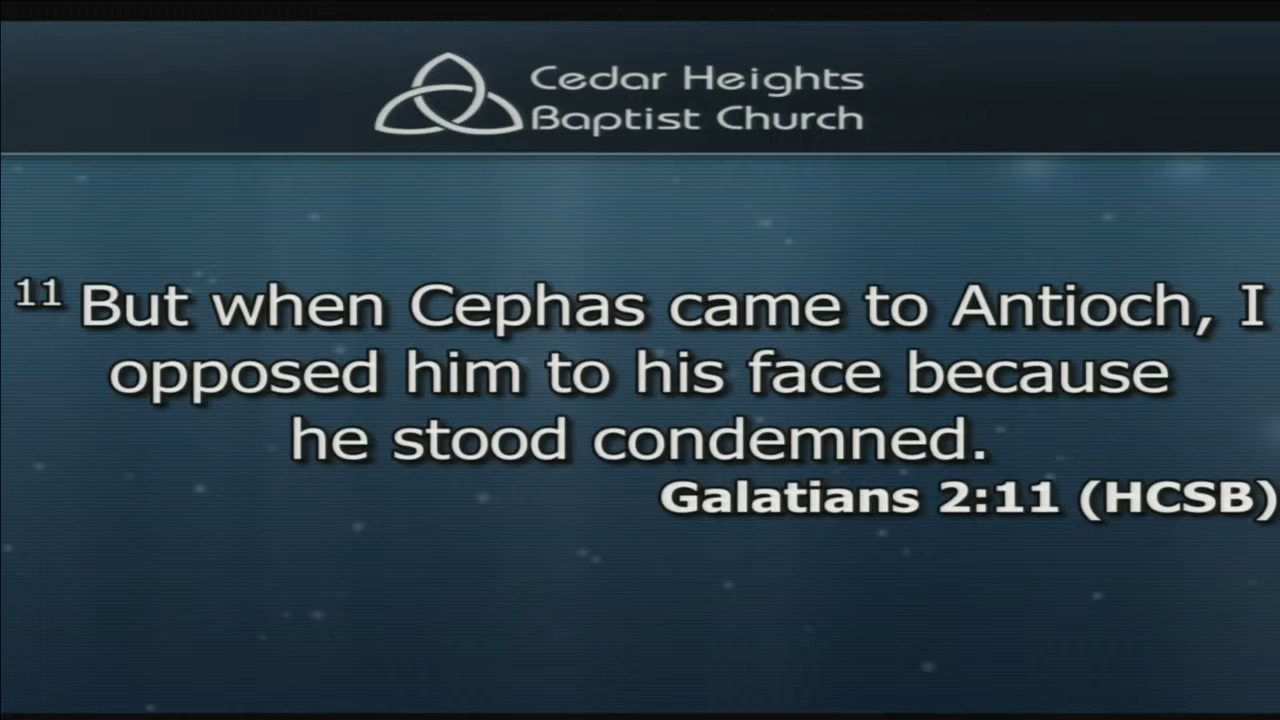 Cedar Heights
Baptist Church
11 But when Cephas came to Antioch, I
opposed him to his face because
he stood condemned.
Galatians 2:11 (HCSB)